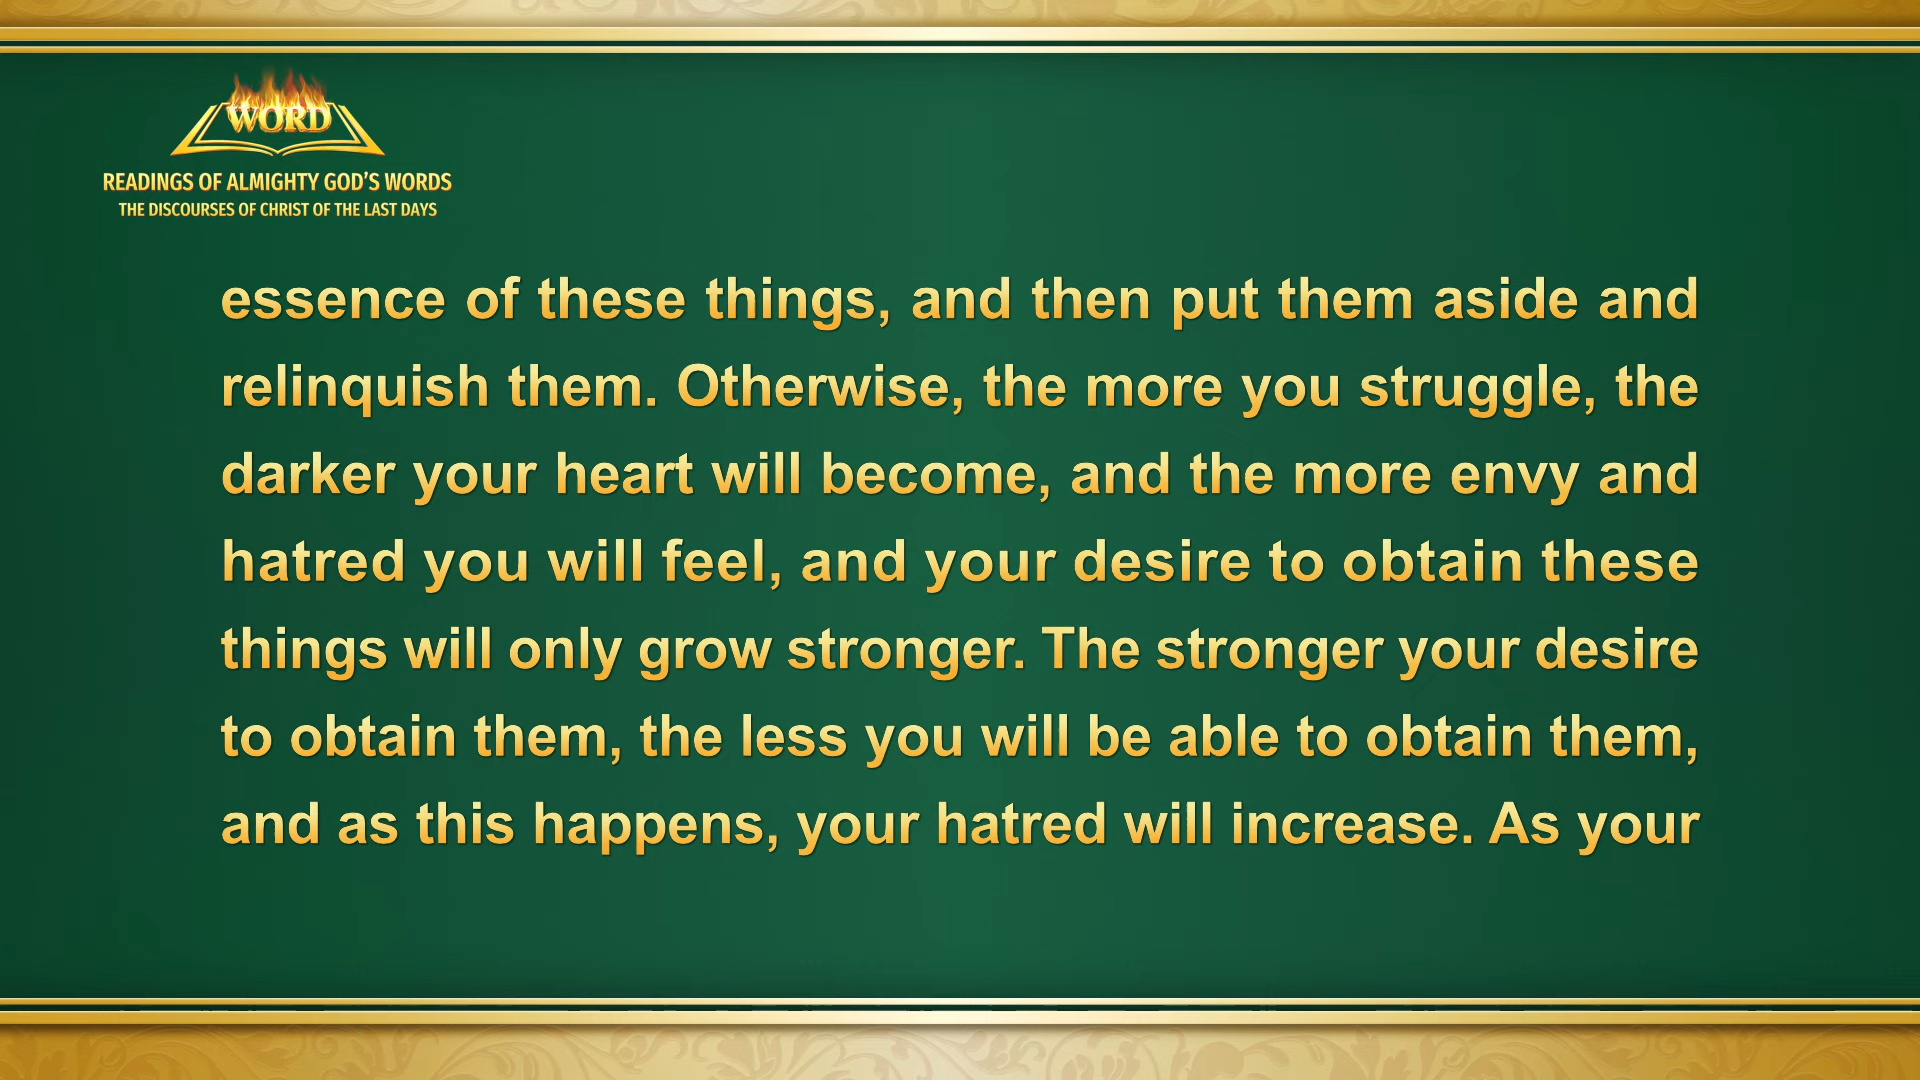 WORD
READINGS OF ALMIGHTY GOD'S WORDS
THE DISCOURSES OF CHRIST OF THE LAST DAYS
essence of these things, and then put them aside and
relinquish them. Otherwise, the more you struggle, the
darker your heart will become, and the more envy and
hatred you will feel, and your desire to obtain these
things will only grow stronger. The stronger your desire
to obtain them, the less you will be able to obtain them,
and as this happens, your hatred will increase. As your